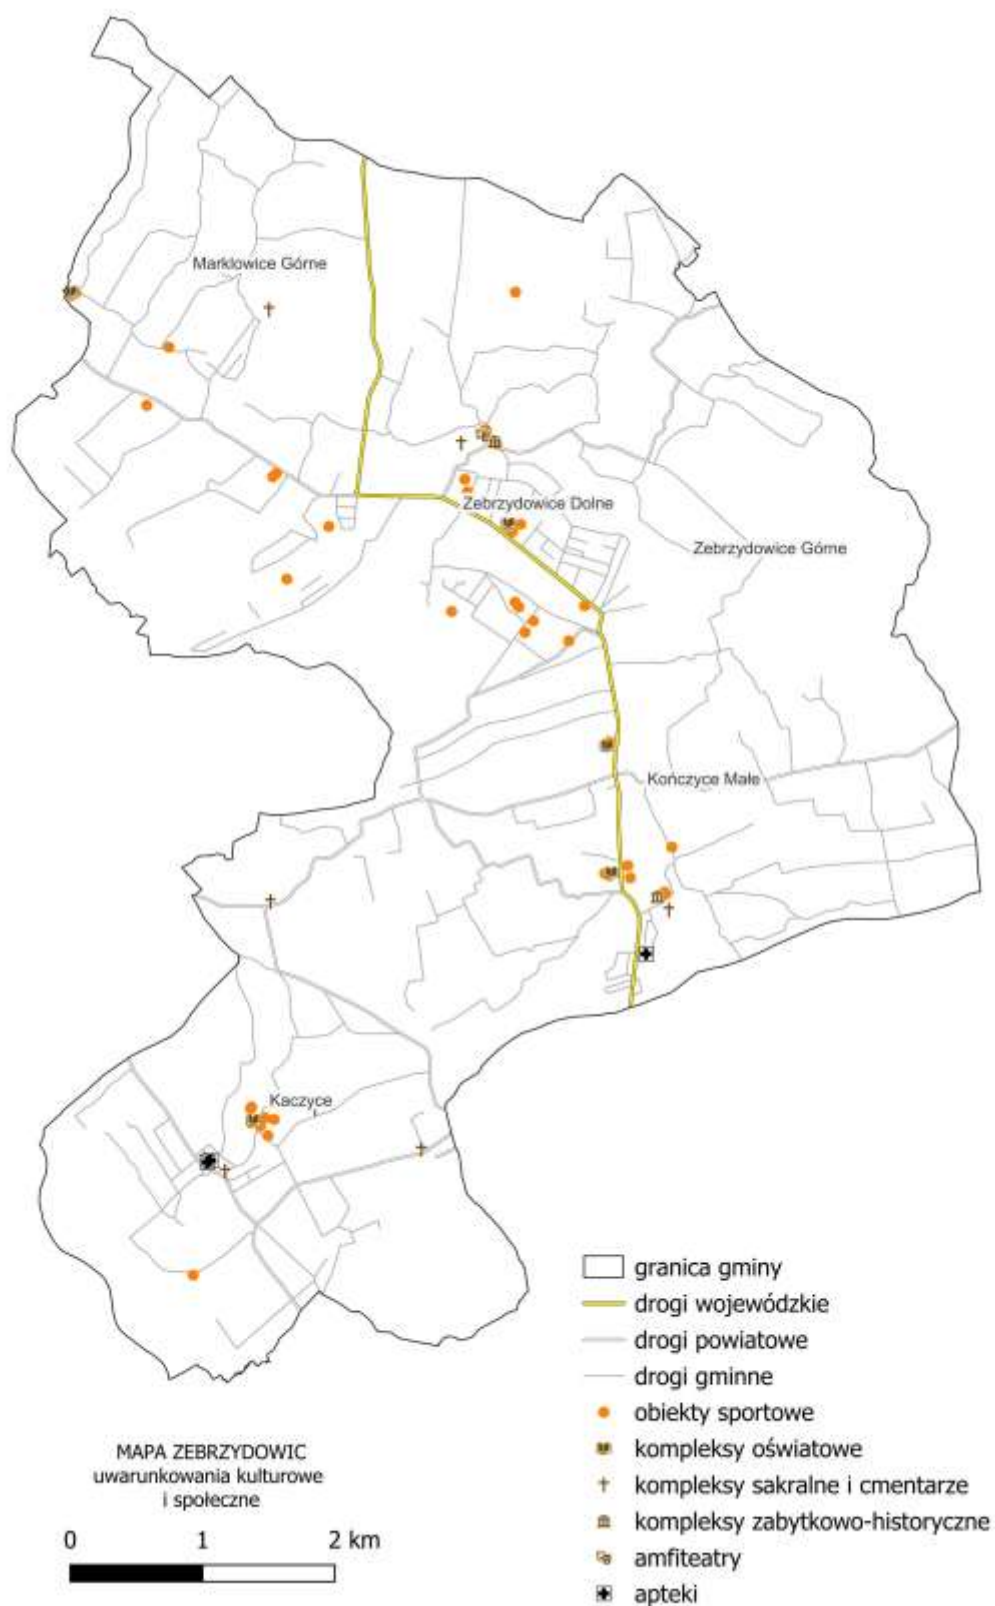 Marklowice Górne
Zebrzydowice Dolne
Zebrzydowice Górne
Kończyce Małe
Kaczyce
granica gminy
drogi wojewódzkie
drogi powiatowe
drogi gminne
obiekty sportowe
kompleksy oświatowe
kompleksy sakralne i cmentarze
kompleksy zabytkowo-historyczne
amfiteatry
apteki
MAPA ZEBRZYDOWIC
uwarunkowania kulturowe
i społeczne
0 1 2 km